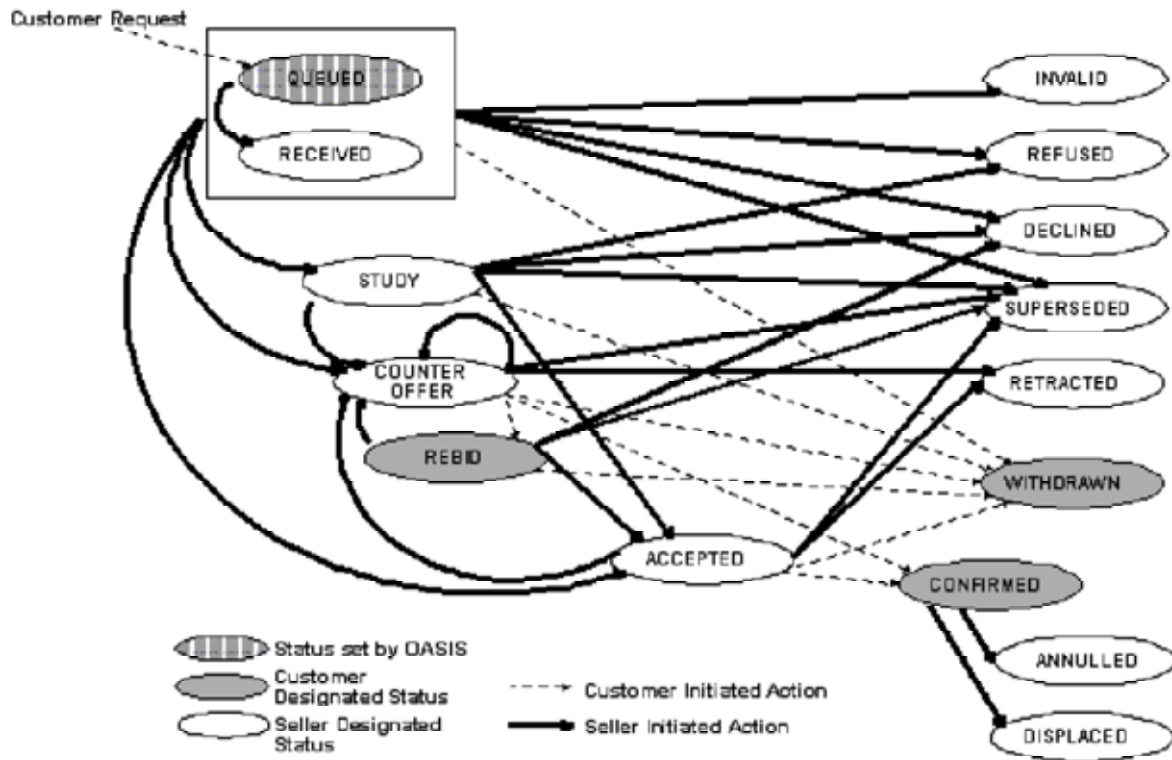 Customer Request
QUEUED
RECEIVED
INVALID
REFUSED
DECLINED
STUDY
SUPERSEDED
COUNTER
OFFER
RETRACTED
REBID
WITHDRAWN
ACCEPTED
CONFIRMED
Status set by OASIS
Customer
Designated Status
Seller Designated
Status
Customer Initiated Action
Seller Initiated Action
ANNULLED
DISPLACED